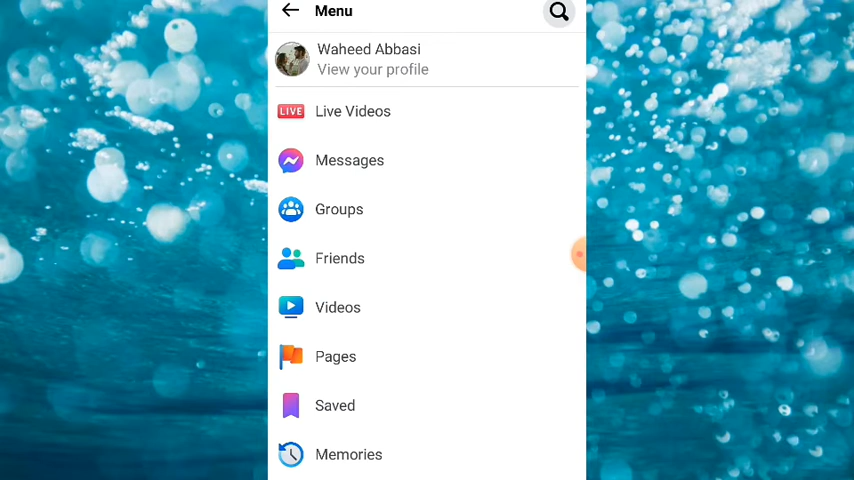 Menu
Waheed Abbasi
View your profile
LIVE Live Videos
Messages
Groups
Friends
Videos
Pages
Saved
Memories